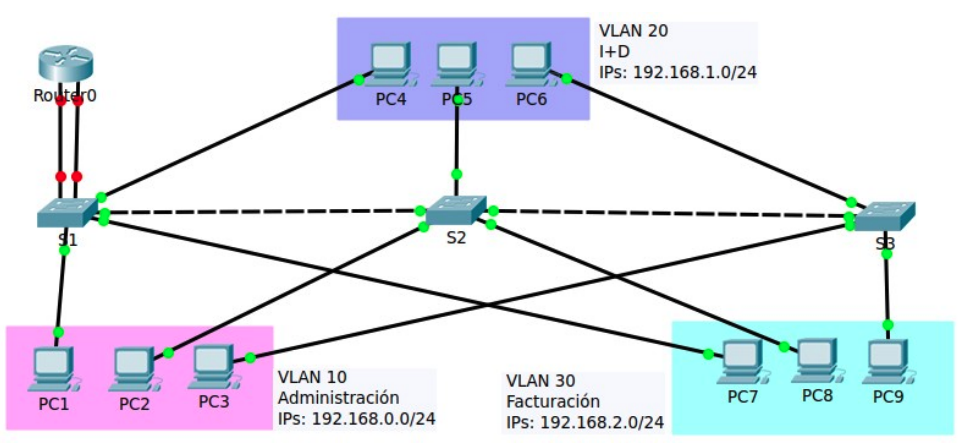 VLAN 20
I+D
IPs: 192.168.1.0/24
Router0
PC4
PC5
PC6
S1
S2
S3
PC1
PC2
PC3
VLAN 10
Administración
IPs: 192.168.0.0/24
VLAN 30
Facturación
IPs: 192.168.2.0/24
PC7
PC8
PC9